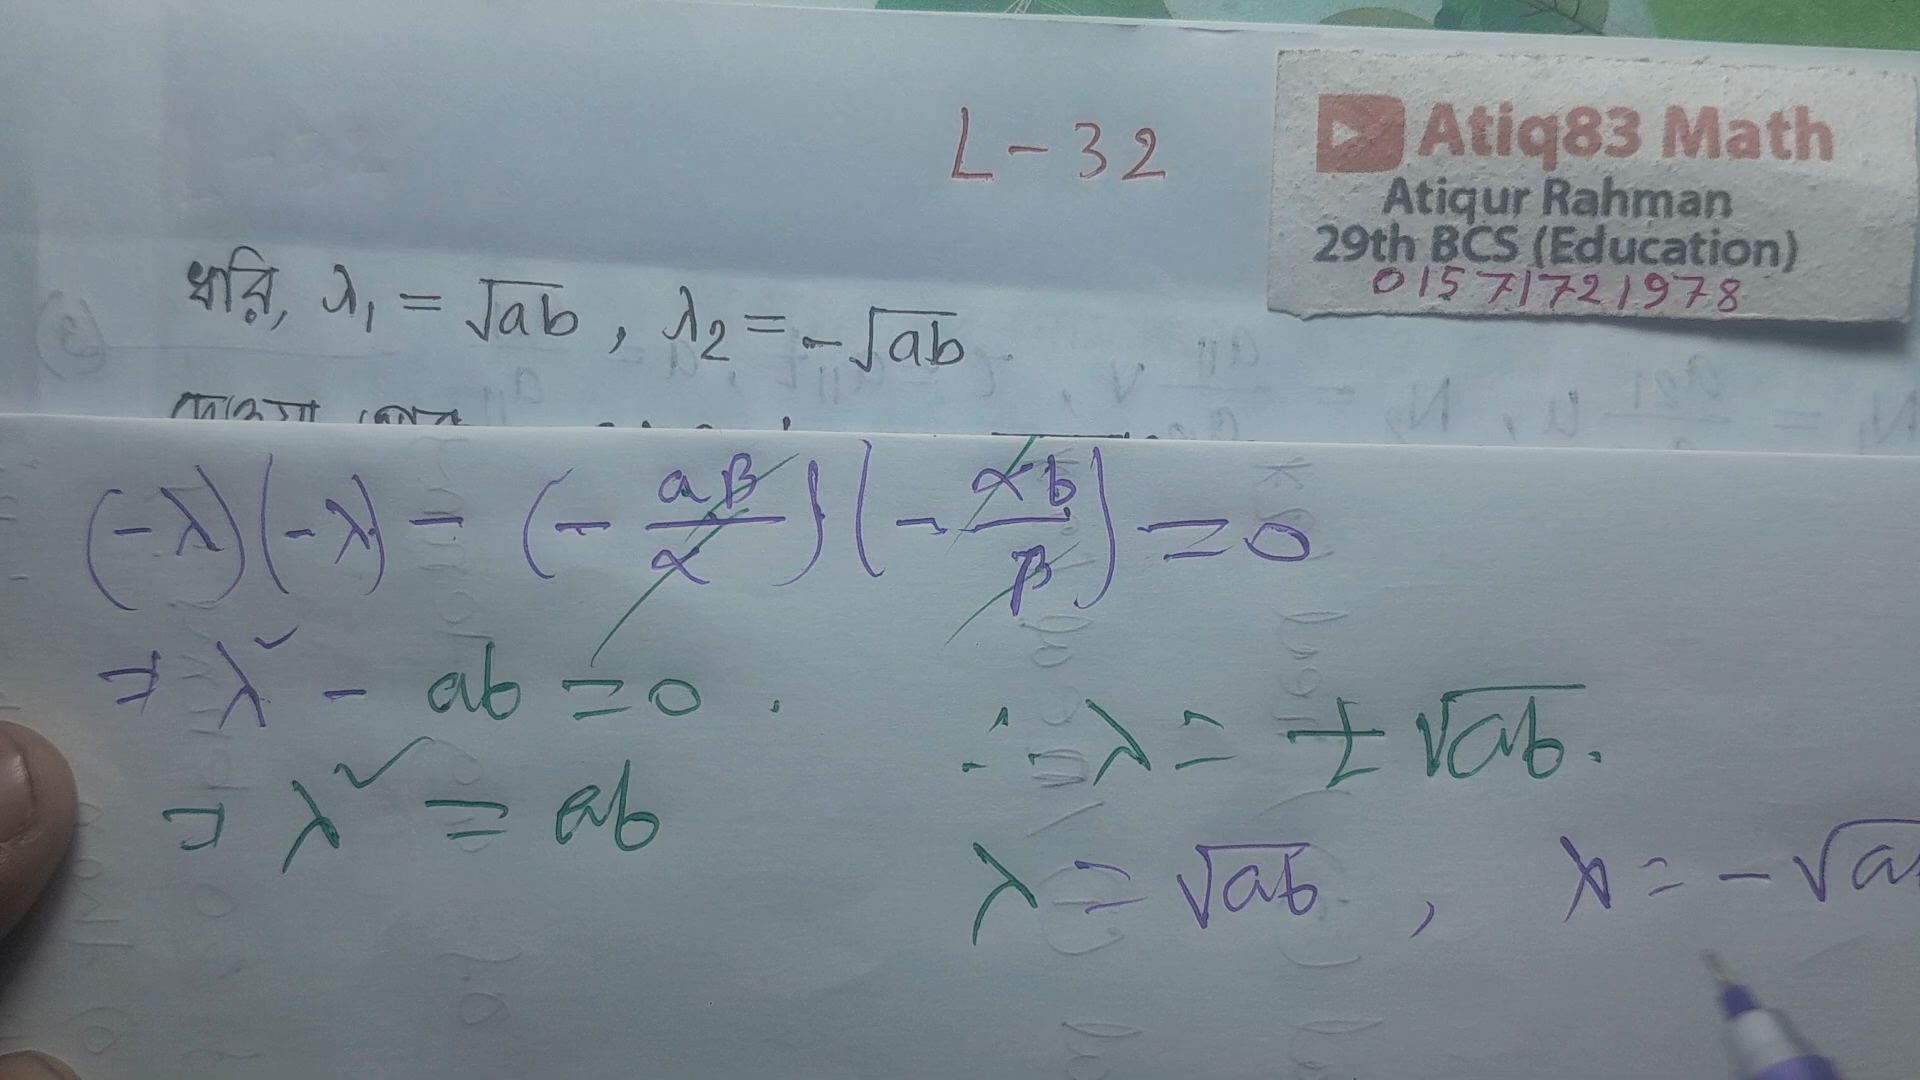 L-32
Atiq83 Math
Atiqur Rahman
29th BCS (Education)
01571721978
ধরি, λ₁ = √ab , λ₂ = -√ab
(-λ)(-λ) - (- aβ/α)(- αb/β) = 0
⇒ λ² - ab = 0 .
∴ λ = ± √ab.
⇒ λ² = ab
λ = √ab , λ = -√a